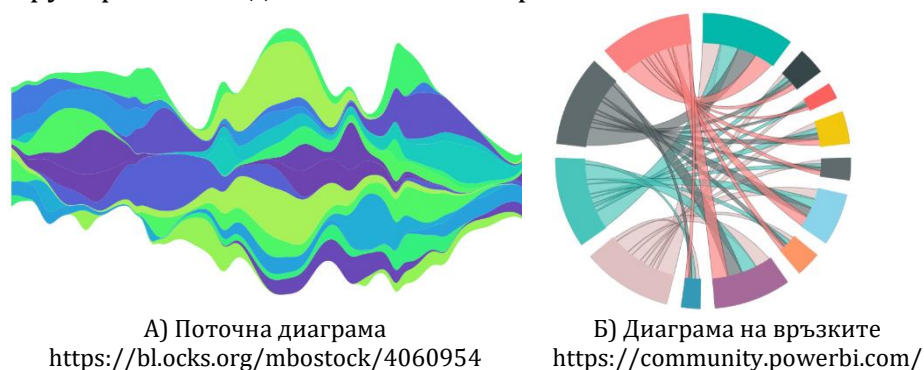 А) Поточна диаграма
https://bl.ocks.org/mbostock/4060954
Б) Диаграма на връзките
https://community.powerbi.com/